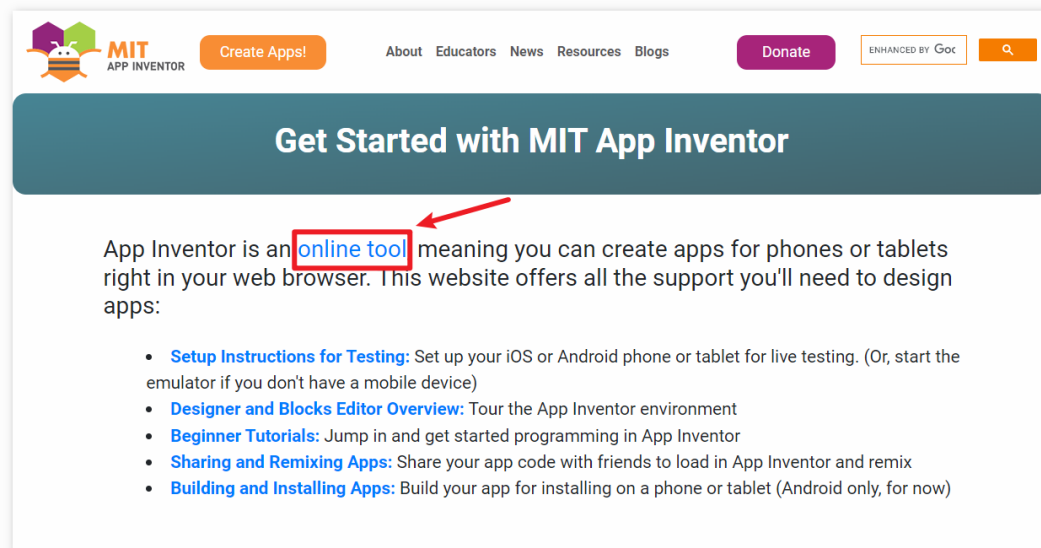 MIT
APP INVENTOR
Create Apps!
About Educators News Resources Blogs
Donate
ENHANCED BY
Get Started with MIT App Inventor
App Inventor is an online tool, meaning you can create apps for phones or tablets
right in your web browser. This website offers all the support you'll need to design
apps:
• Setup Instructions for Testing: Set up your iOS or Android phone or tablet for live testing. (Or, start the
emulator if you don't have a mobile device)
• Designer and Blocks Editor Overview: Tour the App Inventor environment
• Beginner Tutorials: Jump in and get started programming in App Inventor
• Sharing and Remixing Apps: Share your app code with friends to load in App Inventor and remix
• Building and Installing Apps: Build your app for installing on a phone or tablet (Android only, for now)